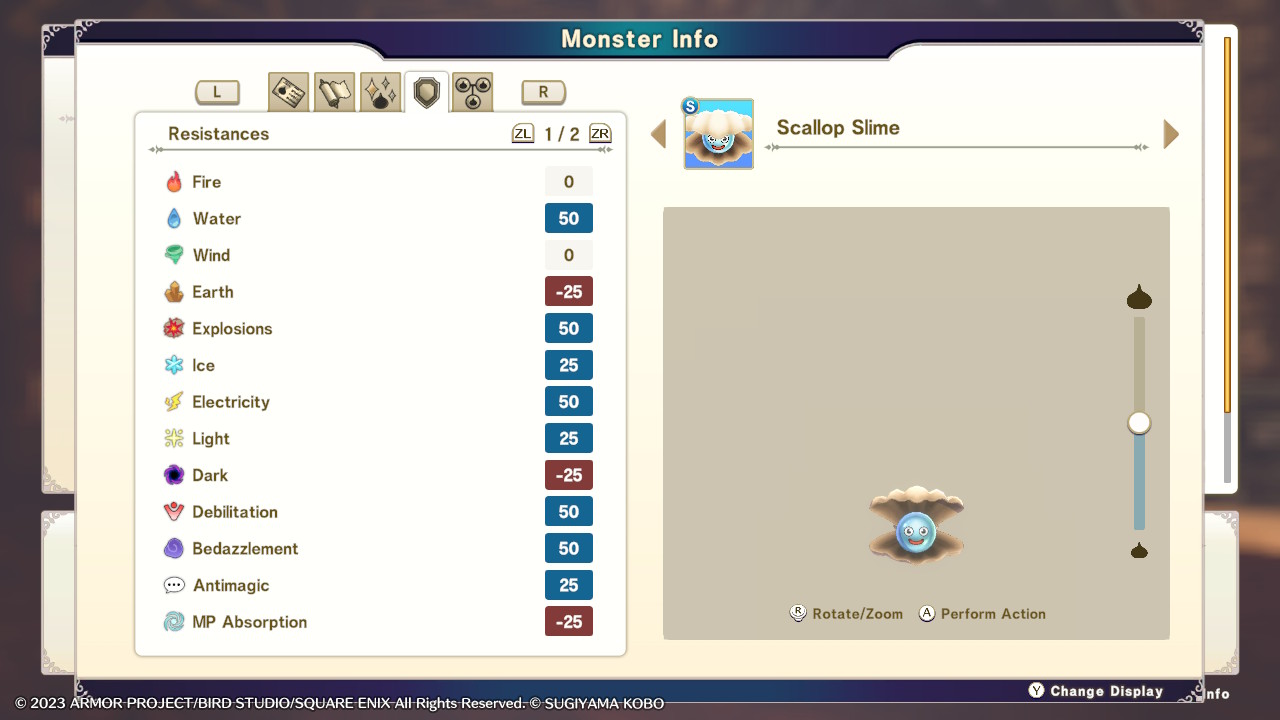 Monster Info
L
R
Resistances
ZL 1 / 2 ZR
Fire 0
Water 50
Wind 0
Earth -25
Explosions 50
Ice 25
Electricity 50
Light 25
Dark -25
Debilitation 50
Bedazzlement 50
Antimagic 25
MP Absorption -25
S
Scallop Slime
R Rotate/Zoom A Perform Action
Y Change Display
Info
© 2023 ARMOR PROJECT/BIRD STUDIO/SQUARE ENIX All Rights Reserved. © SUGIYAMA KOBO